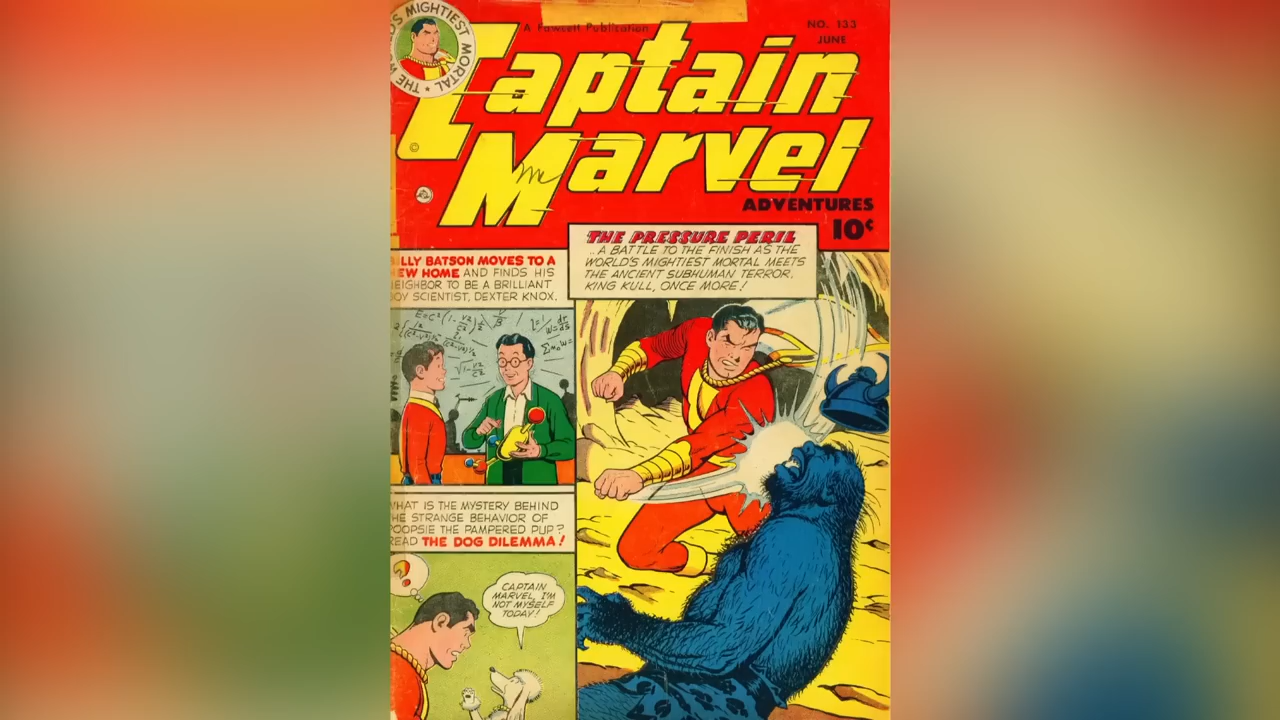 'S MIGHTIEST MORTAL ★ THE W
A Fawcett Publication
NO. 133
JUNE
Captain
Marvel
ADVENTURES
10¢
©
me
THE PRESSURE PERIL
..A BATTLE TO THE FINISH AS THE
WORLD'S MIGHTIEST MORTAL MEETS
THE ANCIENT SUBHUMAN TERROR,
KING KULL, ONCE MORE!
ILLY BATSON MOVES TO A
EW HOME AND FINDS HIS
EIGHBOR TO BE A BRILLIANT
OY SCIENTIST, DEXTER KNOX.
WHAT IS THE MYSTERY BEHIND
HE STRANGE BEHAVIOR OF
OOPSIE THE PAMPERED PUP?
EAD THE DOG DILEMMA!
?
CAPTAIN
MARVEL, I'M
NOT MYSELF
TODAY!